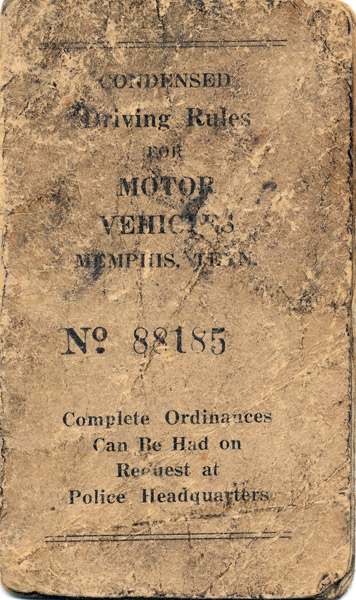 CONDENSED
Driving Rules
FOR
MOTOR
VEHICLES
MEMPHIS, TENN.
Nº 88185
Complete Ordinances
Can Be Had on
Request at
Police Headquarters